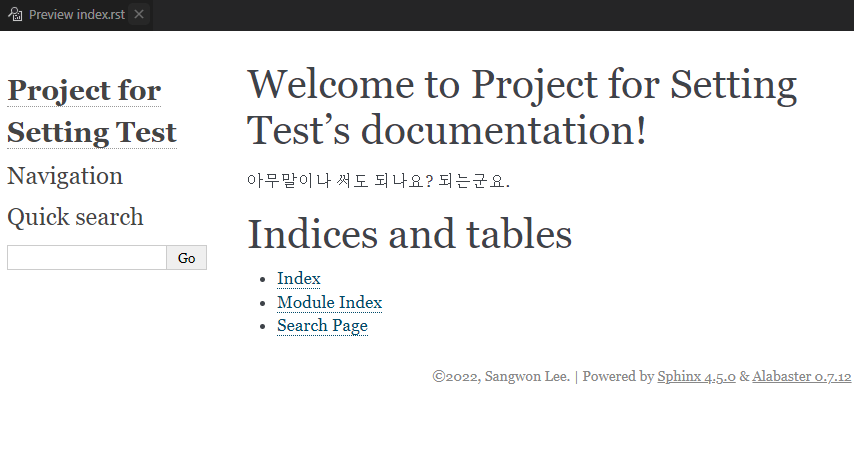 Preview index.rst
Project for
Setting Test
Navigation
Quick search
Go
Welcome to Project for Setting
Test’s documentation!
아무말이나 써도 되나요? 되는군요.
Indices and tables
Index
Module Index
Search Page
©2022, Sangwon Lee. | Powered by Sphinx 4.5.0 & Alabaster 0.7.12